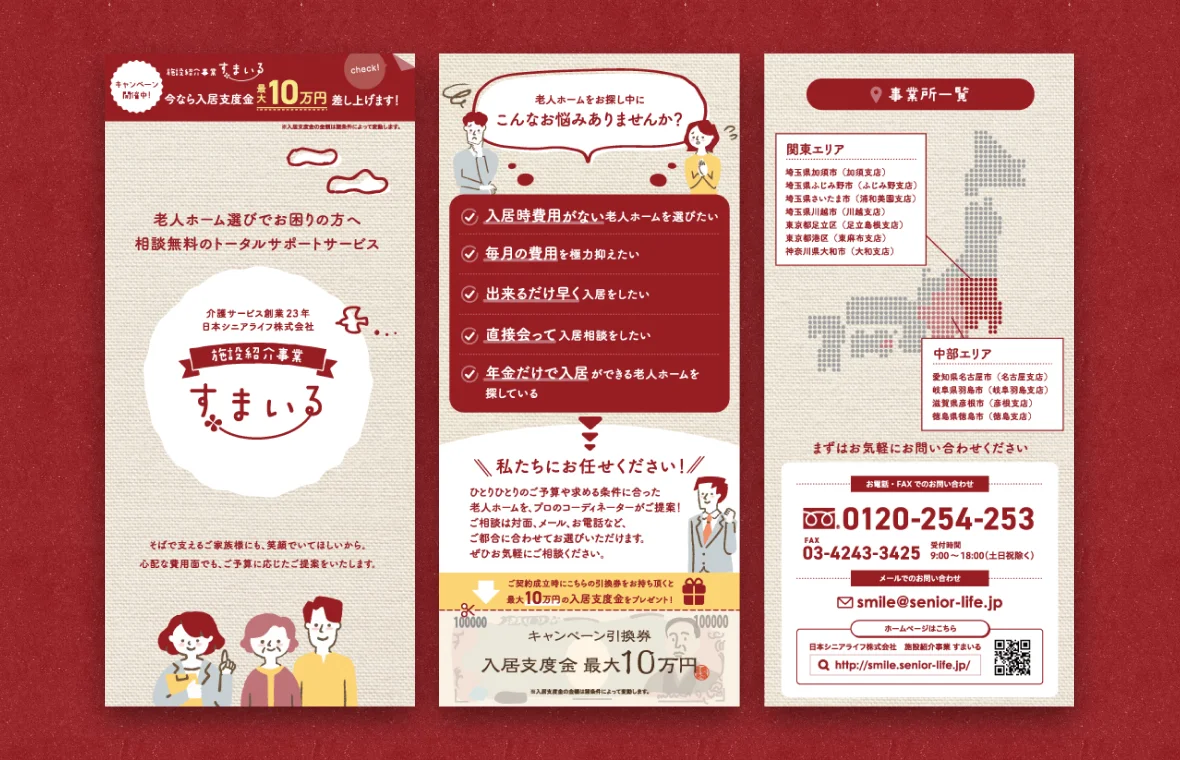 キャンペーン
開催中!
施設紹介事業 すまいる
check!
今なら入居支度金 最大10万円 差し上げます!
※入居支度金の金額は諸条件によって変動します。
老人ホーム選びでお困りの方へ
相談無料のトータルサポートサービス
介護サービス創業23年
日本シニアライフ株式会社
施設紹介事業
すまいる
そばで支えるご家族様にも、笑顔でいてほしいから。
心配な費用面でも、ご予算に応じたご提案をいたします。
老人ホームをお探し中に
こんなお悩みありませんか?
入居時費用がない老人ホームを選びたい
毎月の費用を極力抑えたい
出来るだけ早く入居をしたい
直接会って入居相談をしたい
年金だけで入居ができる老人ホームを
探している
私たちにお任せください!
ひとりひとりのご予算や求める条件に合った
老人ホームを、プロのコーディネーターがご提案!
ご相談は対面、メール、お電話など、
ご都合に合わせてお選びいただけます。
ぜひお気軽にご相談ください。
ご契約成立時にこちらの引換券をお持ち頂くと
最大10万円の入居支度金をプレゼント!
100000
100000
キャンペーン引換券
入居支度金 最大10万円
※入居支度金の金額は諸条件によって変動します。
事業所一覧
関東エリア
埼玉県加須市(加須支店)
埼玉県ふじみ野市(ふじみ野支店)
埼玉県さいたま市(浦和美園支店)
埼玉県川越市(川越支店)
東京都足立区(足立島根支店)
東京都港区(東麻布支店)
神奈川県大和市(大和支店)
中部エリア
愛知県名古屋市(名古屋支店)
岐阜県羽島市(岐阜羽島支店)
滋賀県彦根市(彦根支店)
徳島県徳島市(徳島支店)
まずはお気軽にお問い合わせください
お電話・FAXでのお問い合わせ
0120-254-253
FAX
03-4243-3425
受付時間
9:00〜18:00(土日祝除く)
メールでのお問い合わせ
smile@senior-life.jp
ホームページはこちら
日本シニアライフ株式会社 施設紹介事業 すまいる
http://smile.senior-life.jp/